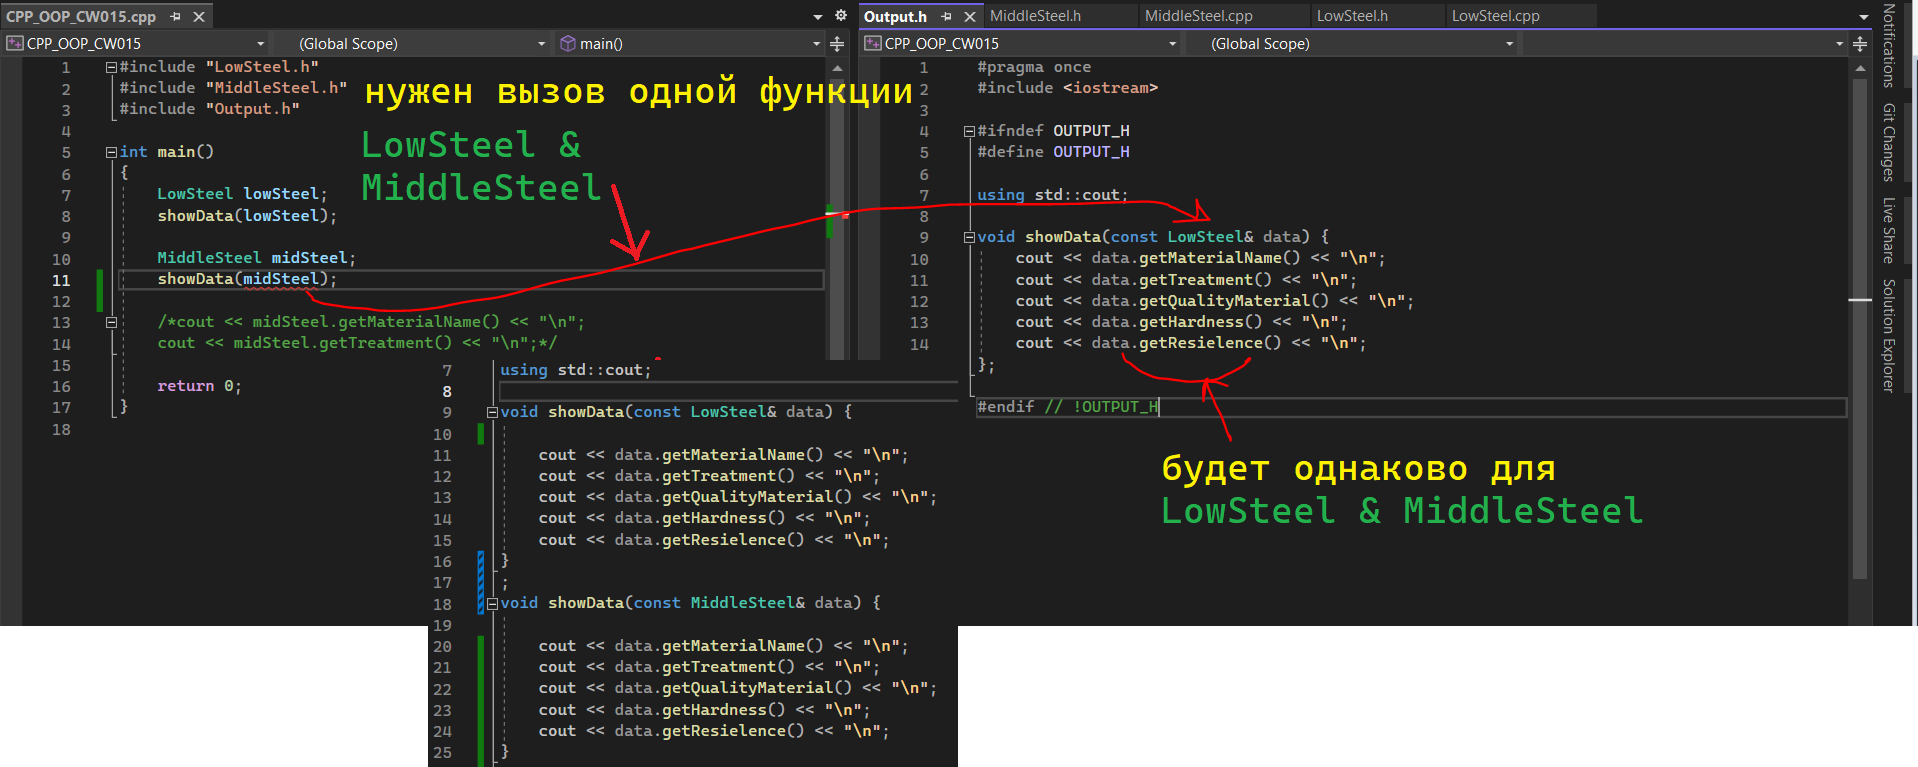 CPP_OOP_CW015.cpp
CPP_OOP_CW015
(Global Scope)
main()
1 #include "LowSteel.h"
2 #include "MiddleSteel.h"
3 #include "Output.h"
4
5 int main()
6 {
7 LowSteel lowSteel;
8 showData(lowSteel);
9
10 MiddleSteel midSteel;
11 showData(midSteel);
12
13 /*cout << midSteel.getMaterialName() << "\n";
14 cout << midSteel.getTreatment() << "\n";*/
15
16 return 0;
17 }
18
нужен вызов одной функции
LowSteel &
MiddleSteel
Output.h
MiddleSteel.h
MiddleSteel.cpp
LowSteel.h
LowSteel.cpp
CPP_OOP_CW015
(Global Scope)
1 #pragma once
2 #include <iostream>
3
4 #ifndef OUTPUT_H
5 #define OUTPUT_H
6
7 using std::cout;
8
9 void showData(const LowSteel& data) {
10 cout << data.getMaterialName() << "\n";
11 cout << data.getTreatment() << "\n";
12 cout << data.getQualityMaterial() << "\n";
13 cout << data.getHardness() << "\n";
14 cout << data.getResielence() << "\n";
};
#endif // !OUTPUT_H
будет однаково для
LowSteel & MiddleSteel
7 using std::cout;
8
9 void showData(const LowSteel& data) {
10
11 cout << data.getMaterialName() << "\n";
12 cout << data.getTreatment() << "\n";
13 cout << data.getQualityMaterial() << "\n";
14 cout << data.getHardness() << "\n";
15 cout << data.getResielence() << "\n";
16 }
17 ;
18 void showData(const MiddleSteel& data) {
19
20 cout << data.getMaterialName() << "\n";
21 cout << data.getTreatment() << "\n";
22 cout << data.getQualityMaterial() << "\n";
23 cout << data.getHardness() << "\n";
24 cout << data.getResielence() << "\n";
25 }
Notifications
Git Changes
Live Share
Solution Explorer